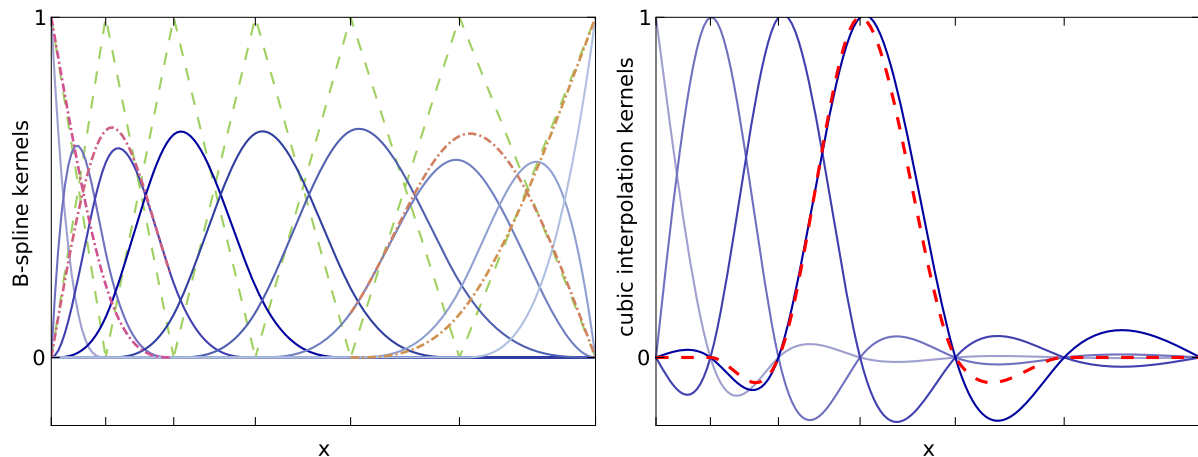 1
B-spline kernels
0
x
1
cubic interpolation kernels
0
x